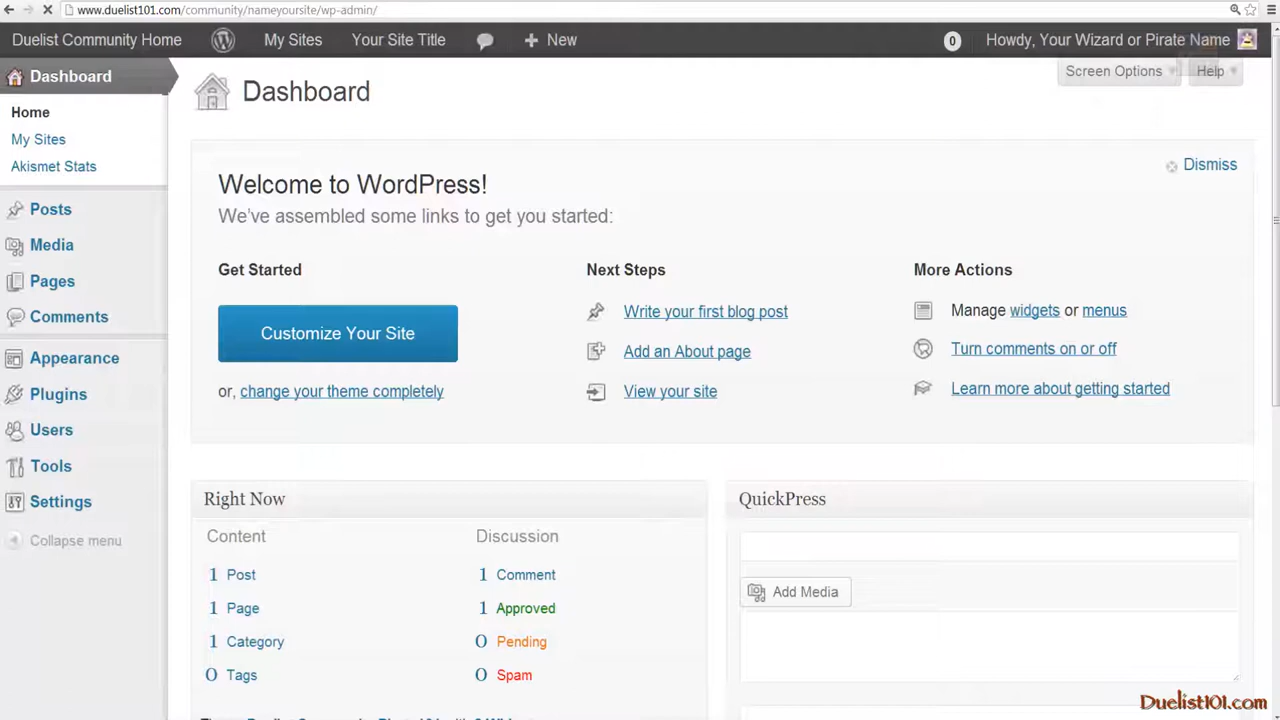 www.duelist101.com/community/nameyoursite/wp-admin/
Duelist Community Home My Sites Your Site Title New 0 Howdy, Your Wizard or Pirate Name
Screen Options Help
Dashboard
Home
My Sites
Akismet Stats
Posts
Media
Pages
Comments
Appearance
Plugins
Users
Tools
Settings
Collapse menu
Dashboard
Dismiss
Welcome to WordPress!
We've assembled some links to get you started:
Get Started
Customize Your Site
or, change your theme completely
Next Steps
Write your first blog post
Add an About page
View your site
More Actions
Manage widgets or menus
Turn comments on or off
Learn more about getting started
Right Now
Content Discussion
1 Post 1 Comment
1 Page 1 Approved
1 Category 0 Pending
0 Tags 0 Spam
QuickPress
Add Media
Duelist101.com